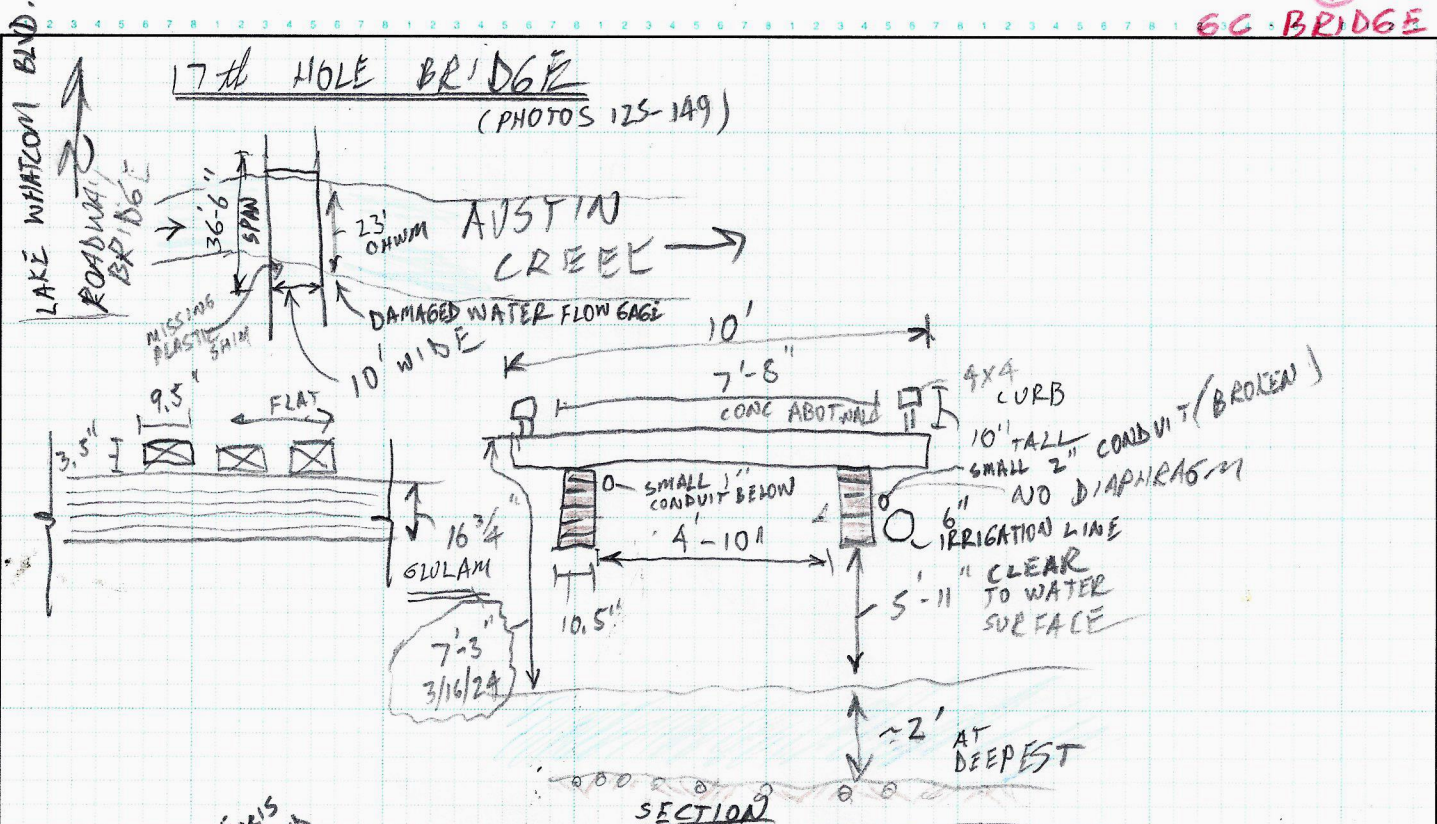 GC BRIDGE
LAKE WHATCOM BLVD.
17th HOLE BRIDGE
(PHOTOS 125-149)
ROADWAY
BRIDGE
36'-6"
SPAN
23'
OHWM
AUSTIN
CREEK
MISSING
PLASTIC
SHIM
DAMAGED WATER FLOW GAGE
10' WIDE
9.5"
FLAT
3.5"
16 3/4"
GLULAM
10'
7'-8"
CONC ABUTWALL
4x4
CURB
10" TALL
SMALL 2" CONDUIT (BROKEN)
NO DIAPHRAGM
SMALL 1"
CONDUIT BELOW
4'-10"
6"
IRRIGATION LINE
10.5"
5'-11" CLEAR
TO WATER
SURFACE
7'-3"
3/16/24
~2' AT
DEEPEST
SECTION